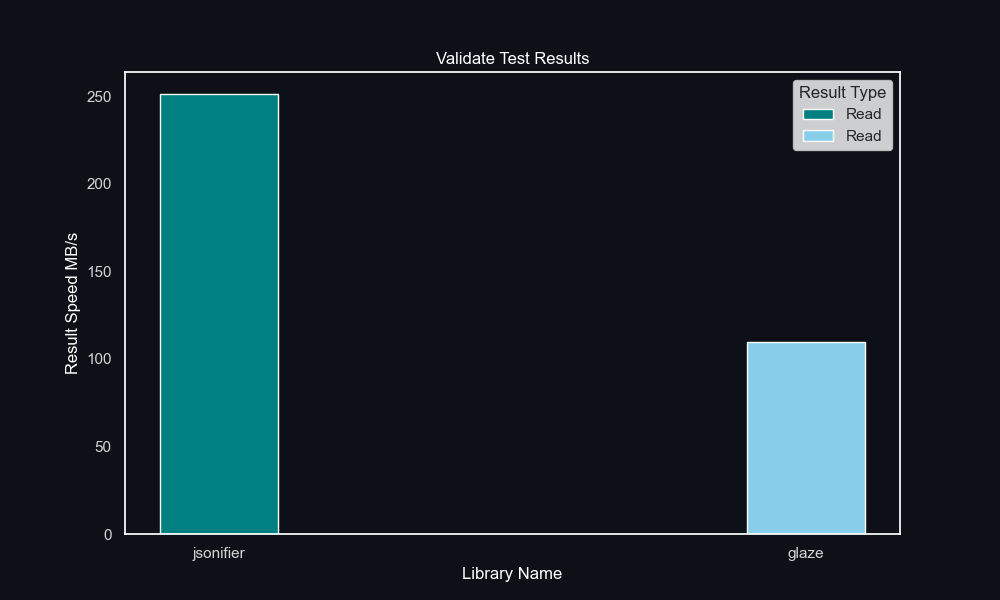 Validate Test Results
Result Type
Read
Read
250
200
150
100
50
0
Result Speed MB/s
jsonifier
glaze
Library Name